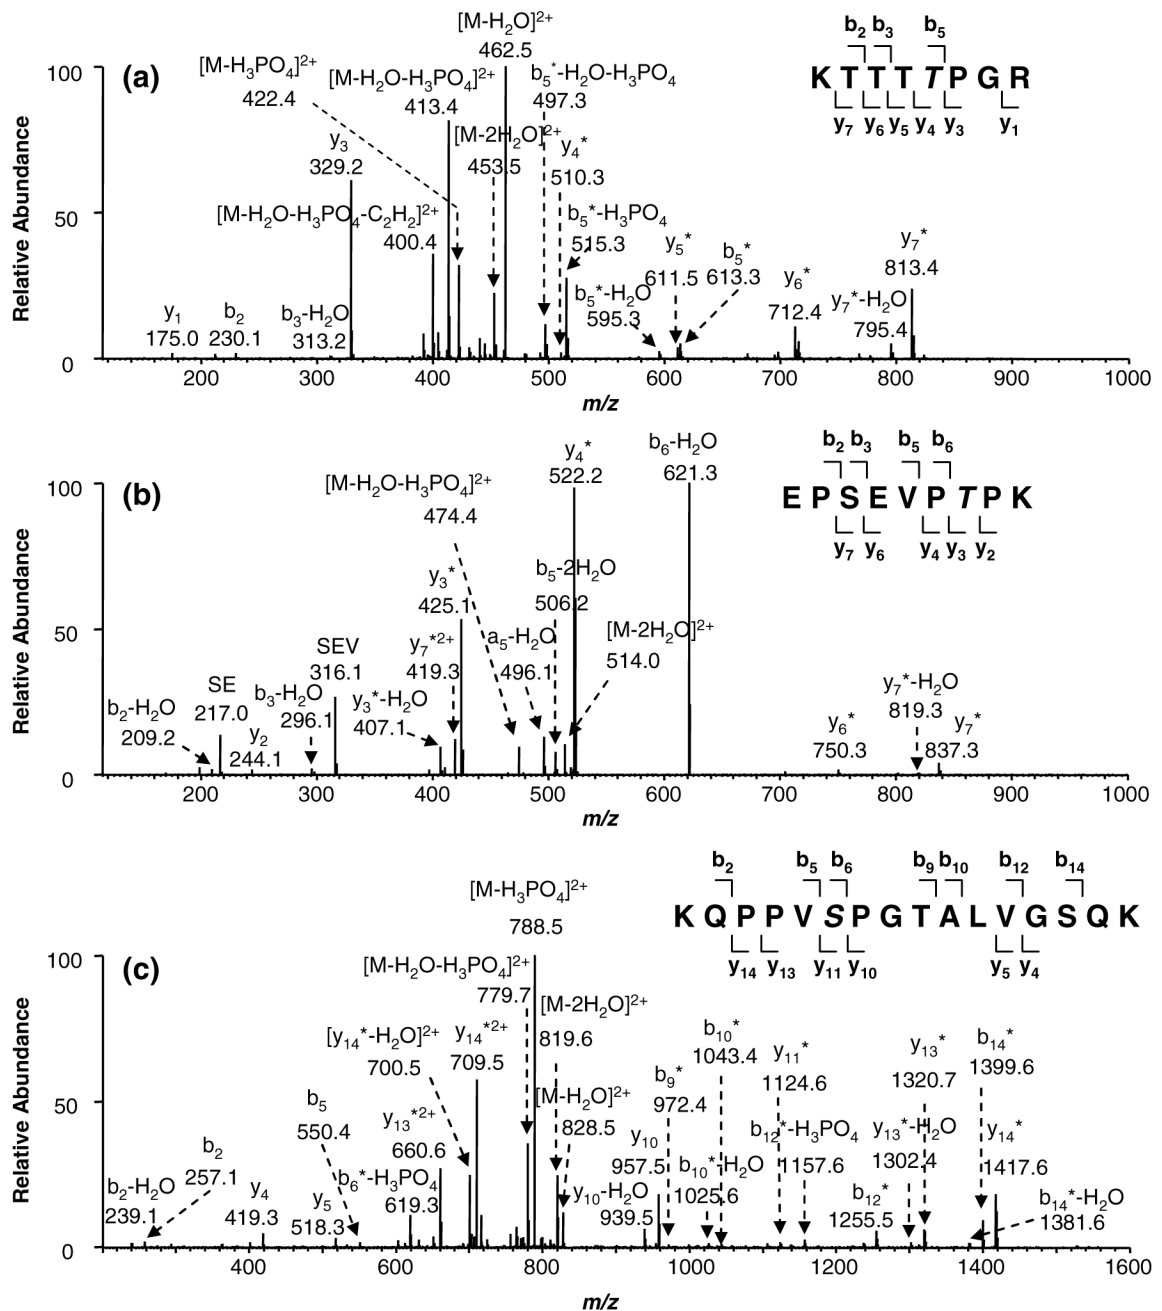 (a)
[M-H₂O]²⁺
462.5
[M-H₃PO₄]²⁺
422.4
[M-H₂O-H₃PO₄]²⁺
413.4
b₅*-H₂O-H₃PO₄
497.3
[M-2H₂O]²⁺
453.5
y₄*
510.3
y₃
329.2
[M-H₂O-H₃PO₄-C₂H₂]²⁺
400.4
b₅*-H₃PO₄
515.3
y₅*
611.5
b₅*
613.3
b₅*-H₂O
595.3
y₆*
712.4
y₇*
813.4
y₇*-H₂O
795.4
y₁
175.0
b₂
230.1
b₃-H₂O
313.2
b₂ b₃ b₅
K T T T T P G R
y₇ y₆ y₅ y₄ y₃ y₁
Relative Abundance
100
50
0
200 300 400 500 600 700 800 900 1000
m/z
(b)
[M-H₂O-H₃PO₄]²⁺
474.4
y₄*
522.2
b₆-H₂O
621.3
b₂ b₃ b₅ b₆
E P S E V P T P K
y₇ y₆ y₄ y₃ y₂
y₃*
425.1
b₅-2H₂O
506.2
SEV
316.1
y₇*²⁺
419.3
a₅-H₂O
496.1
[M-2H₂O]²⁺
514.0
b₂-H₂O
209.2
SE
217.0
y₂
244.1
b₃-H₂O
296.1
y₃*-H₂O
407.1
y₆*
750.3
y₇*-H₂O
819.3
y₇*
837.3
Relative Abundance
100
50
0
200 300 400 500 600 700 800 900 1000
m/z
(c)
[M-H₃PO₄]²⁺
788.5
b₂ b₅ b₆ b₉ b₁₀ b₁₂ b₁₄
K Q P P V S P G T A L V G S Q K
y₁₄ y₁₃ y₁₁ y₁₀ y₅ y₄
[M-H₂O-H₃PO₄]²⁺
779.7
[M-2H₂O]²⁺
819.6
[y₁₄*-H₂O]²⁺
700.5
y₁₄*²⁺
709.5
b₁₀*
1043.4
y₁₁*
1124.6
y₁₃*
1320.7
b₁₄*
1399.6
b₉*
972.4
[M-H₂O]²⁺
828.5
b₅
550.4
y₁₃*²⁺
660.6
b₁₂*-H₃PO₄
1157.6
y₁₃*-H₂O
1302.4
y₁₄*
1417.6
b₂
257.1
b₂-H₂O
239.1
y₄
419.3
y₅
518.3
b₆*-H₃PO₄
619.3
y₁₀
957.5
y₁₀-H₂O
939.5
b₁₀*-H₂O
1025.6
b₁₂*
1255.5
b₁₄*-H₂O
1381.6
Relative Abundance
100
50
0
400 600 800 1000 1200 1400 1600
m/z